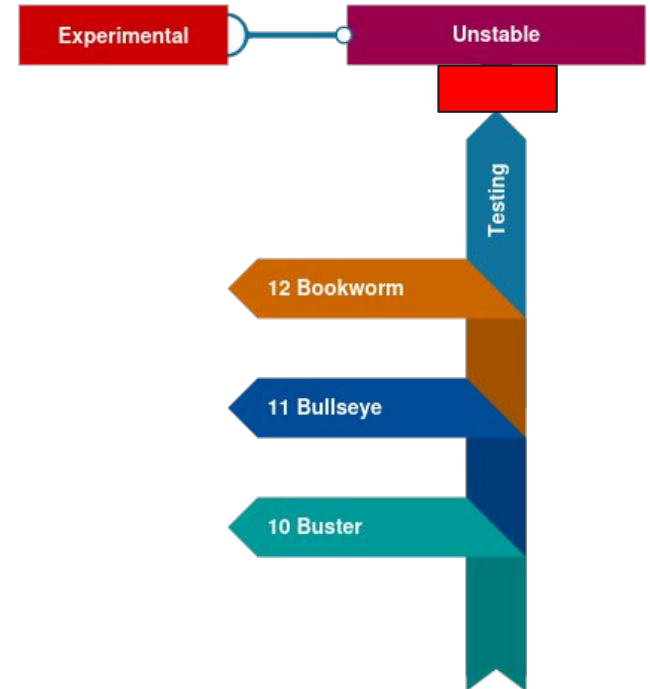 Experimental
Unstable
Testing
12 Bookworm
11 Bullseye
10 Buster